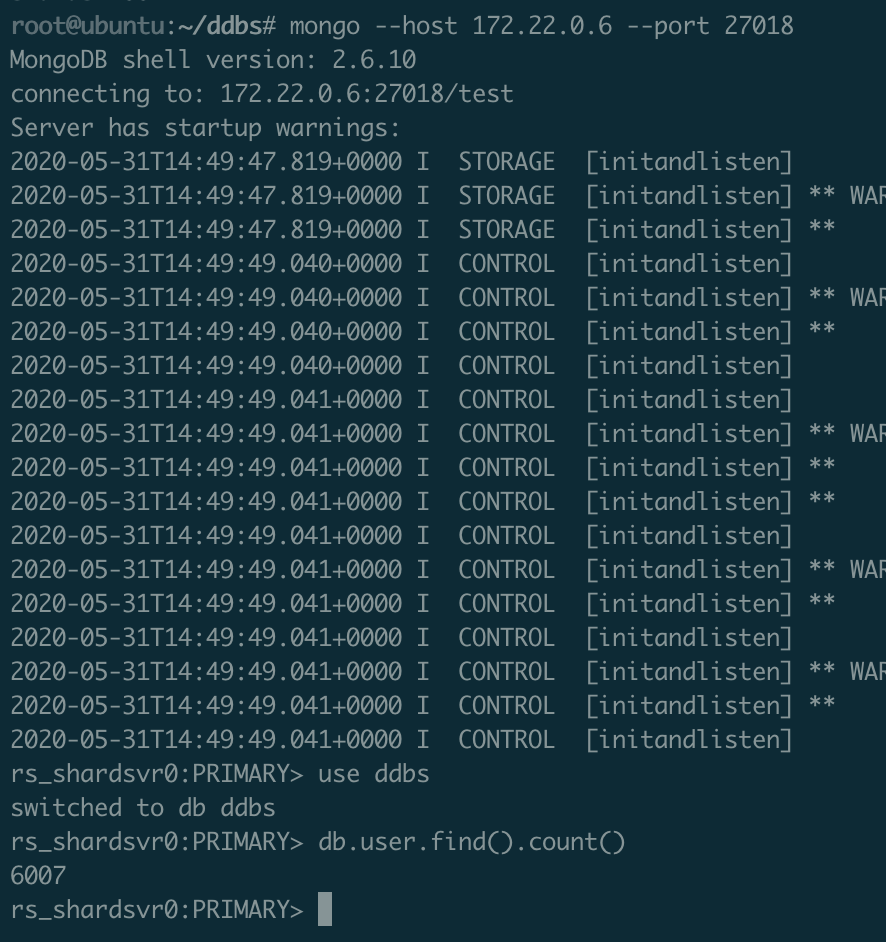 root@ubuntu:~/ddbs# mongo --host 172.22.0.6 --port 27018
MongoDB shell version: 2.6.10
connecting to: 172.22.0.6:27018/test
Server has startup warnings:
2020-05-31T14:49:47.819+0000 I  STORAGE  [initandlisten]
2020-05-31T14:49:47.819+0000 I  STORAGE  [initandlisten] ** WAR
2020-05-31T14:49:47.819+0000 I  STORAGE  [initandlisten] **
2020-05-31T14:49:49.040+0000 I  CONTROL  [initandlisten]
2020-05-31T14:49:49.040+0000 I  CONTROL  [initandlisten] ** WAR
2020-05-31T14:49:49.040+0000 I  CONTROL  [initandlisten] **
2020-05-31T14:49:49.040+0000 I  CONTROL  [initandlisten]
2020-05-31T14:49:49.041+0000 I  CONTROL  [initandlisten]
2020-05-31T14:49:49.041+0000 I  CONTROL  [initandlisten] ** WAR
2020-05-31T14:49:49.041+0000 I  CONTROL  [initandlisten] **
2020-05-31T14:49:49.041+0000 I  CONTROL  [initandlisten] **
2020-05-31T14:49:49.041+0000 I  CONTROL  [initandlisten]
2020-05-31T14:49:49.041+0000 I  CONTROL  [initandlisten] ** WAR
2020-05-31T14:49:49.041+0000 I  CONTROL  [initandlisten] **
2020-05-31T14:49:49.041+0000 I  CONTROL  [initandlisten]
2020-05-31T14:49:49.041+0000 I  CONTROL  [initandlisten] ** WAR
2020-05-31T14:49:49.041+0000 I  CONTROL  [initandlisten] **
2020-05-31T14:49:49.041+0000 I  CONTROL  [initandlisten]
rs_shardsvr0:PRIMARY> use ddbs
switched to db ddbs
rs_shardsvr0:PRIMARY> db.user.find().count()
6007
rs_shardsvr0:PRIMARY>